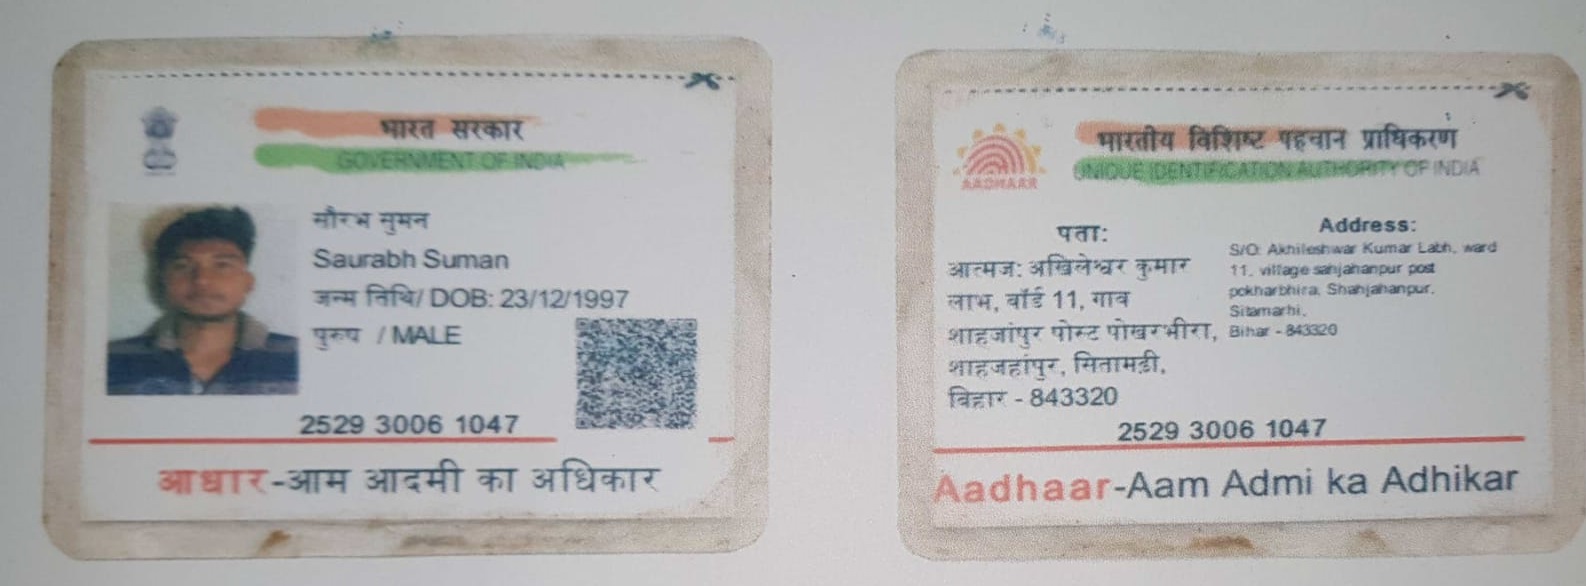 भारत सरकार
GOVERNMENT OF INDIA
सौरभ सुमन
Saurabh Suman
जन्म तिथि/ DOB: 23/12/1997
पुरुष / MALE
2529 3006 1047
आधार-आम आदमी का अधिकार
भारतीय विशिष्ट पहचान प्राधिकरण
UNIQUE IDENTIFICATION AUTHORITY OF INDIA
AADHAAR
पता:
आत्मज: अखिलेश्वर कुमार
लाभ, वॉर्ड 11, गाव
शाहजांपुर पोस्ट पोखरभीरा,
शाहजहांपुर, सितामढ़ी,
बिहार - 843320
Address:
S/O: Akhileshwar Kumar Labh, ward
11, village sahjahanpur post
pokharbhira, Shahjahanpur,
Sitamarhi,
Bihar - 843320
2529 3006 1047
Aadhaar-Aam Admi ka Adhikar